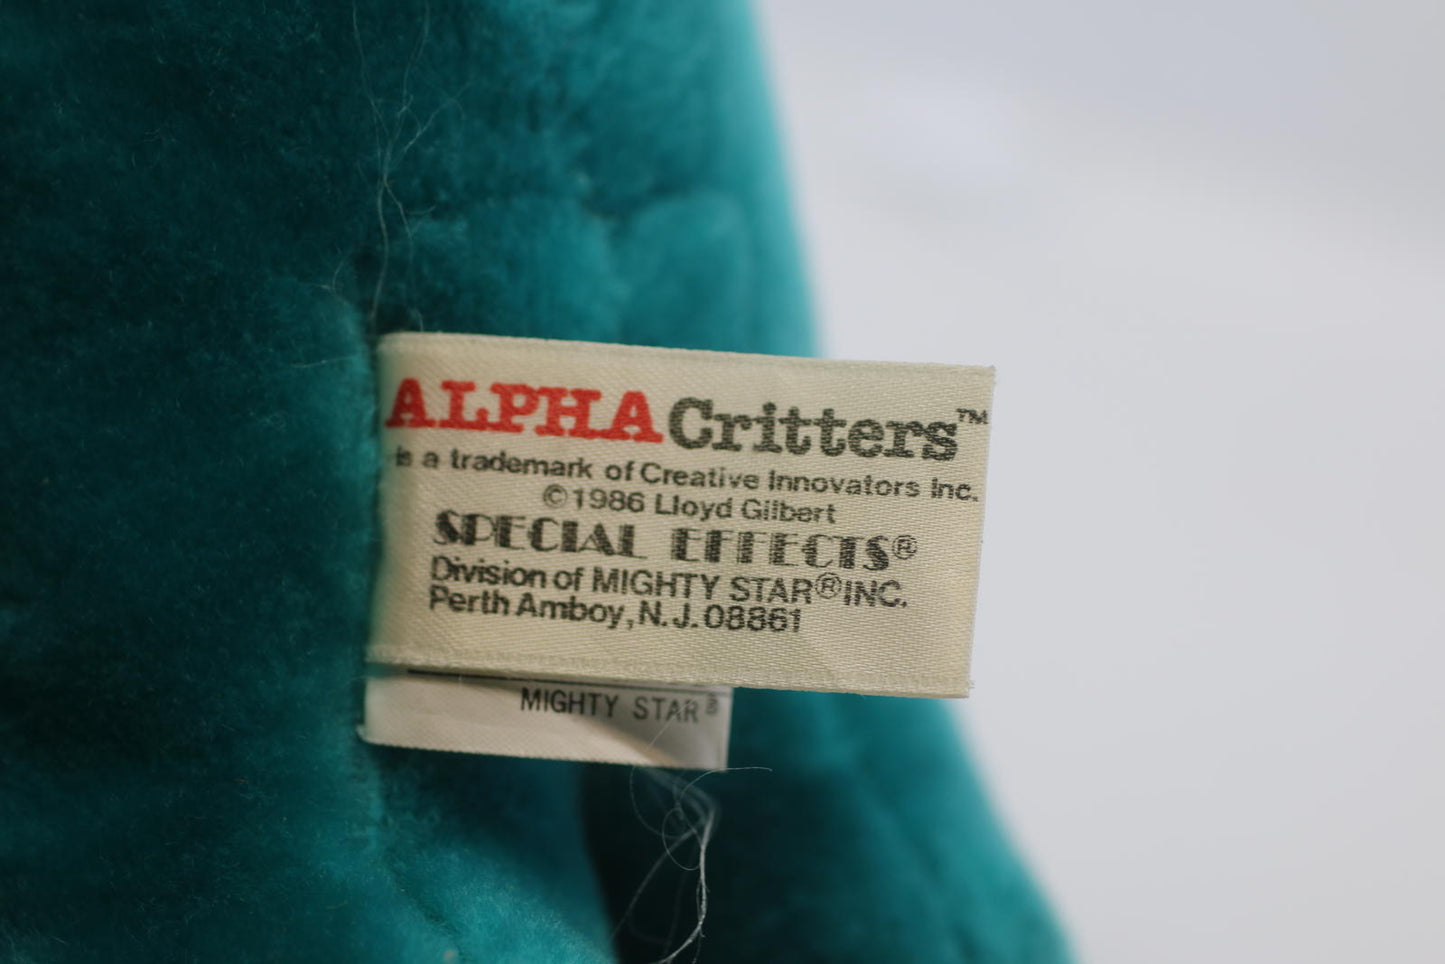 ALPHA Critters™
is a trademark of Creative Innovators Inc.
©1986 Lloyd Gilbert
SPECIAL EFFECTS®
Division of MIGHTY STAR® INC.
Perth Amboy, N.J. 08861
MIGHTY STAR®